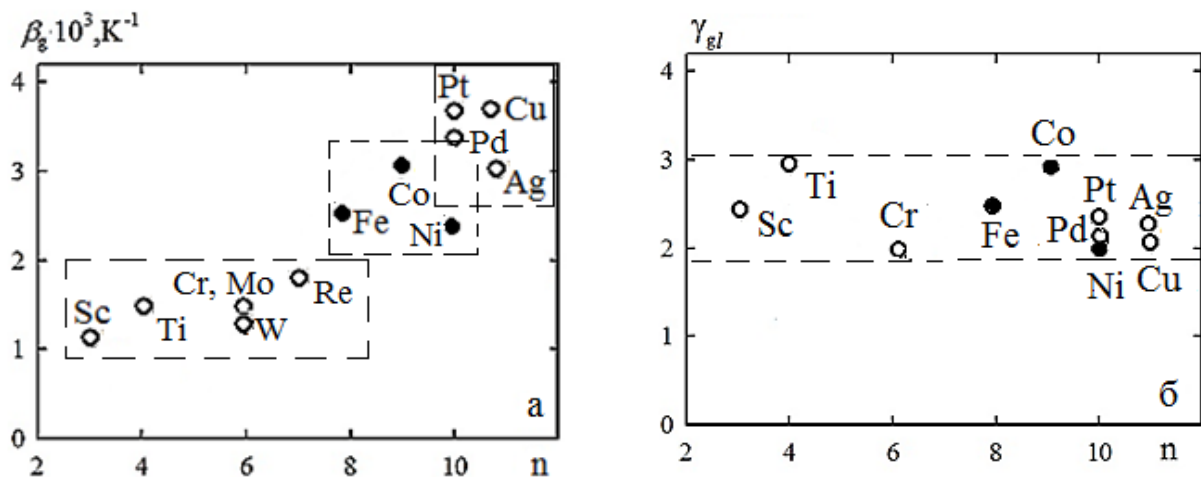 β_g·10³,K⁻¹
4
3
2
1
0
Pt
Cu
Pd
Ag
Co
Fe
Ni
Cr, Mo
Re
Sc
Ti
W
а
2
4
6
8
10
n
γ_gl
4
3
2
1
0
Co
Ti
Pt
Ag
Sc
Cr
Fe
Pd
Ni
Cu
б
2
4
6
8
10
n